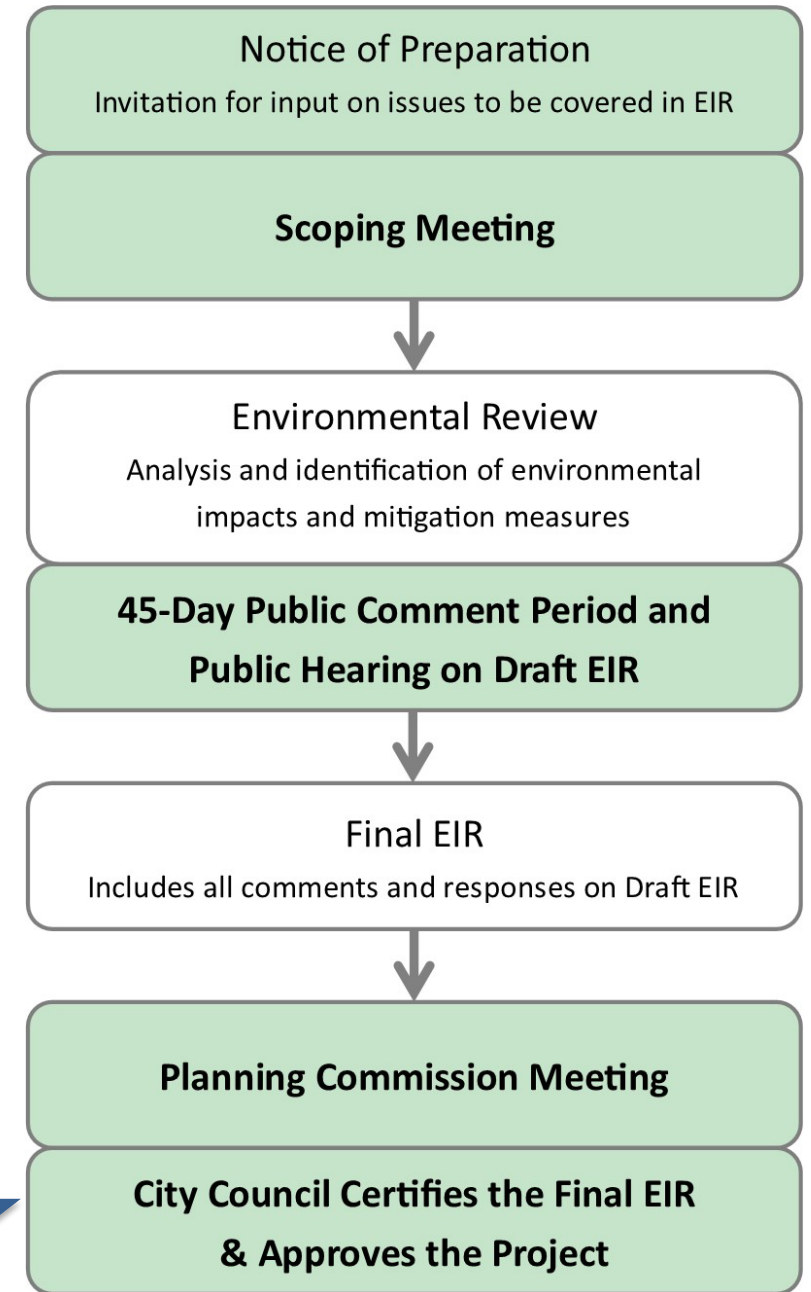 Notice of Preparation
Invitation for input on issues to be covered in EIR
Scoping Meeting
Environmental Review
Analysis and identification of environmental
impacts and mitigation measures
45-Day Public Comment Period and
Public Hearing on Draft EIR
Final EIR
Includes all comments and responses on Draft EIR
Planning Commission Meeting
City Council Certifies the Final EIR
& Approves the Project